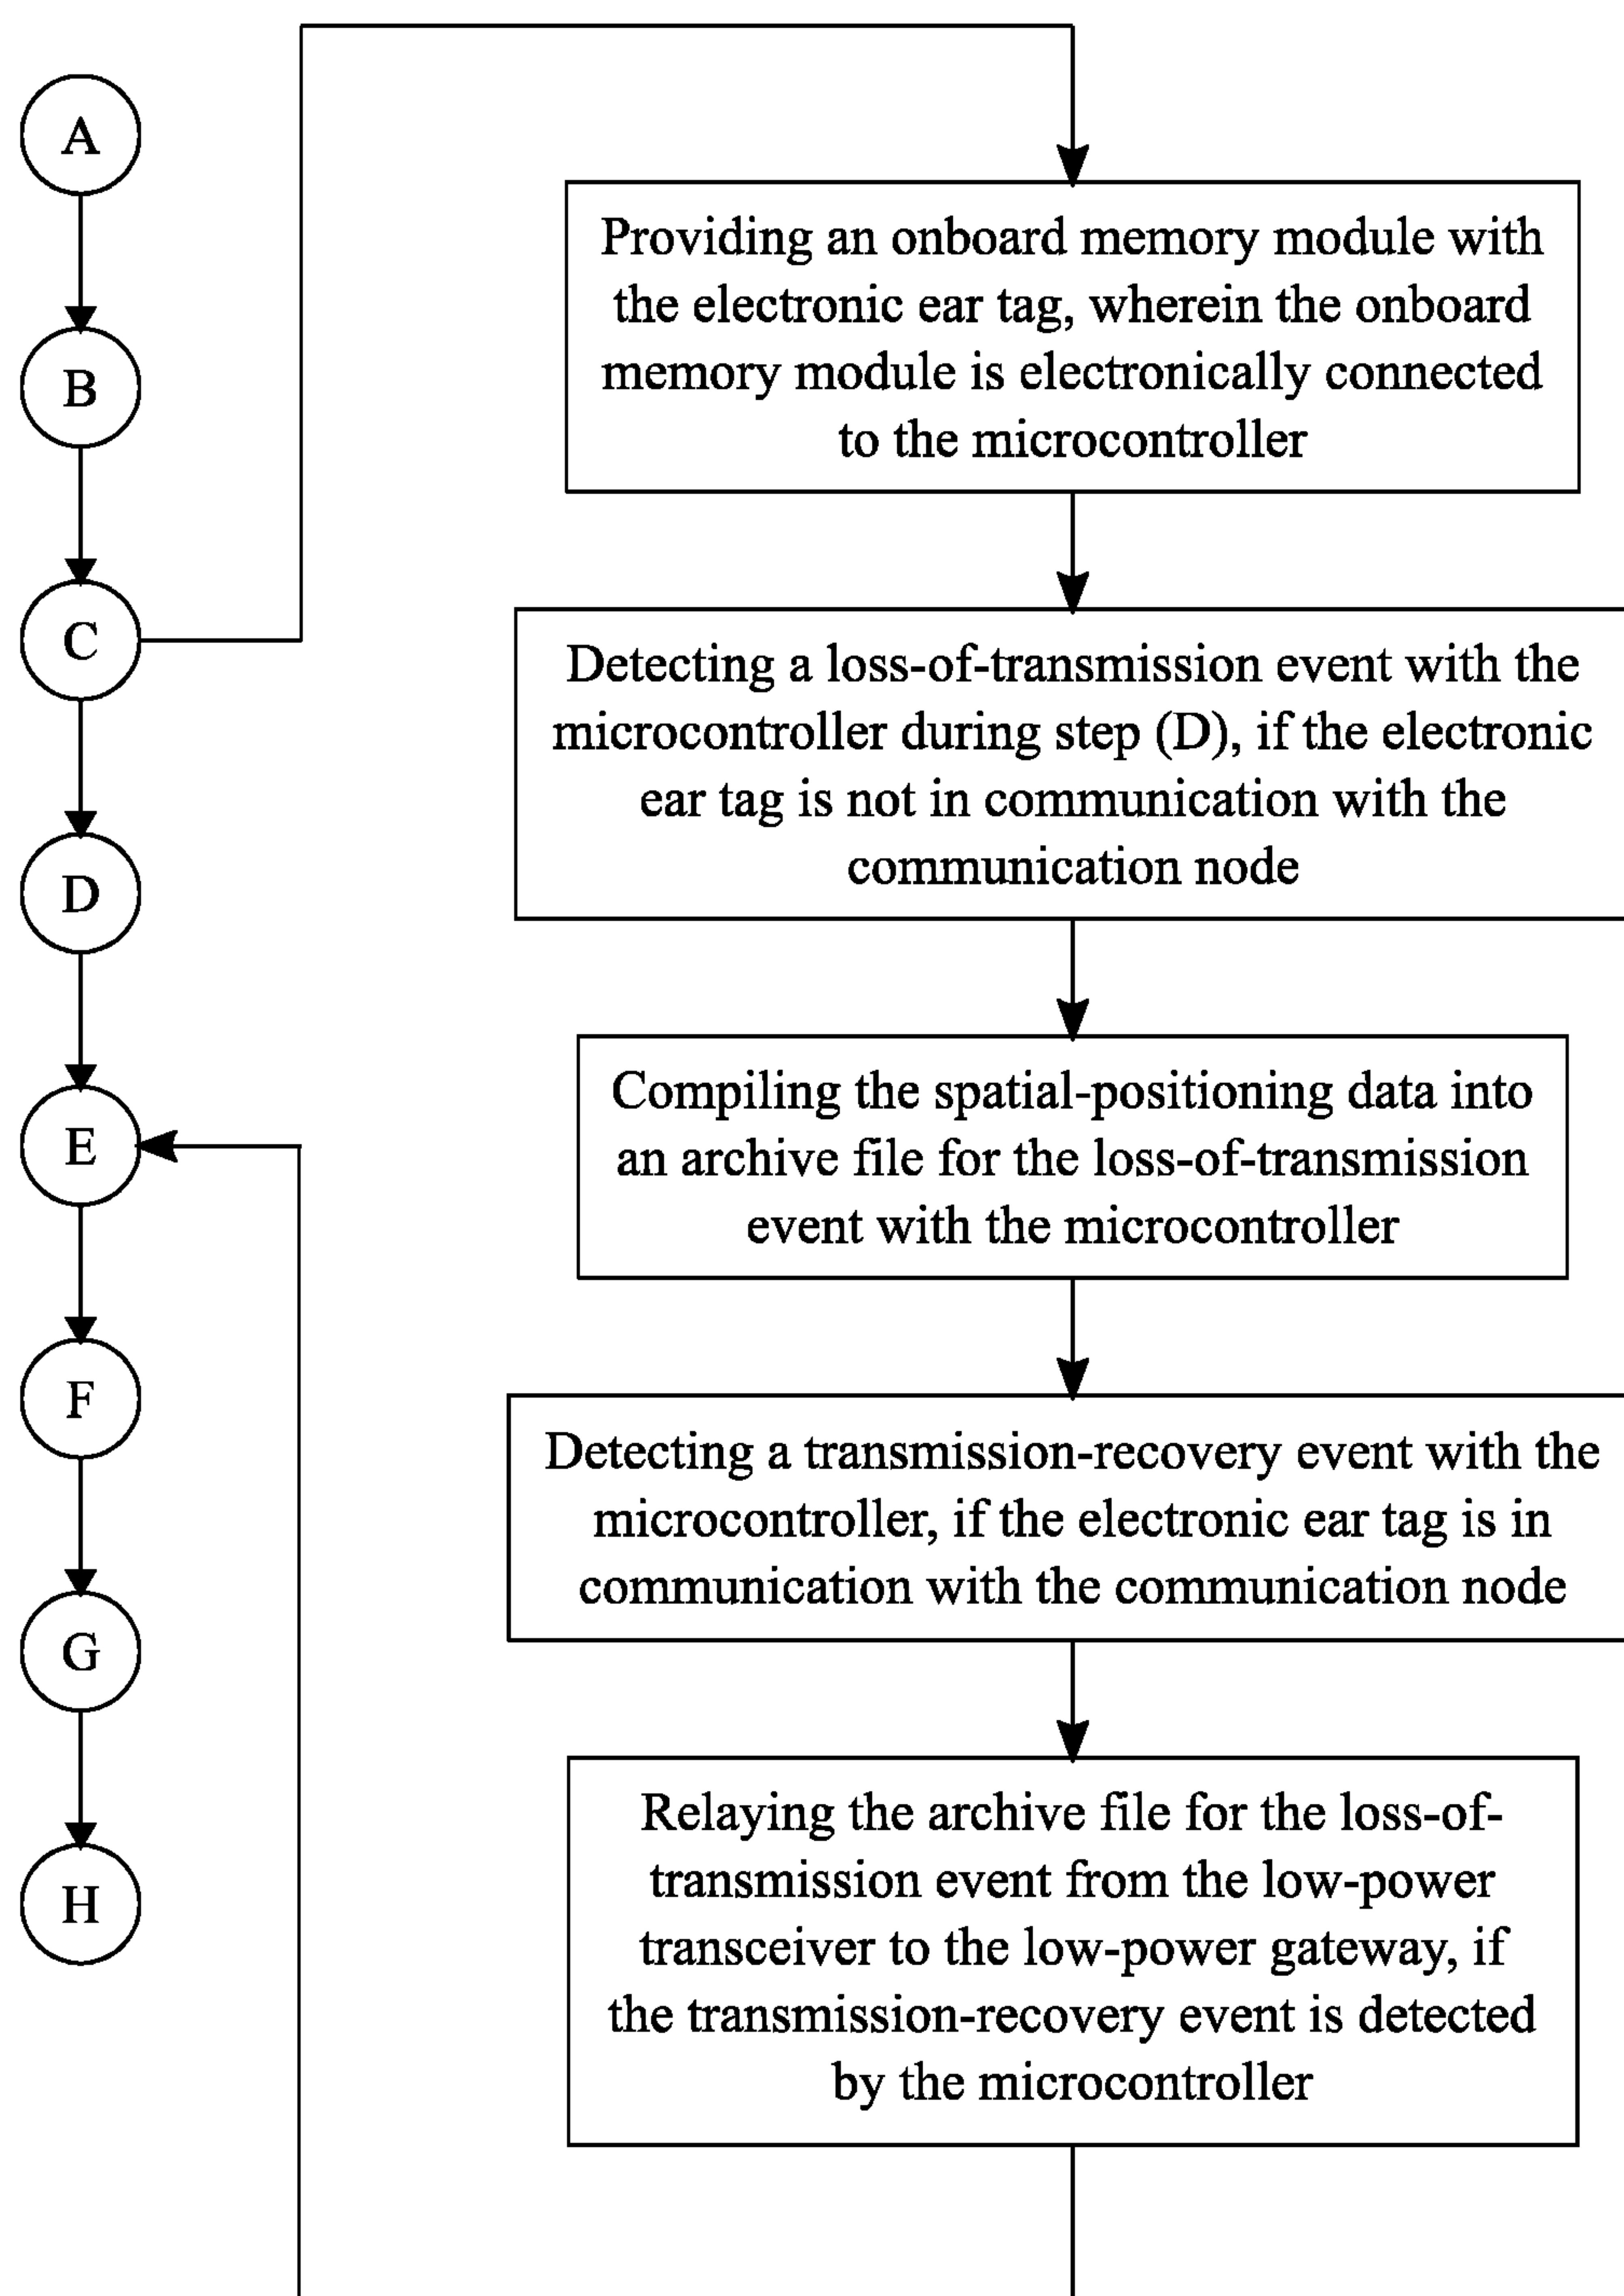 A
B
C
D
E
F
G
H
Providing an onboard memory module with
the electronic ear tag, wherein the onboard
memory module is electronically connected
to the microcontroller
Detecting a loss-of-transmission event with the
microcontroller during step (D), if the electronic
ear tag is not in communication with the
communication node
Compiling the spatial-positioning data into
an archive file for the loss-of-transmission
event with the microcontroller
Detecting a transmission-recovery event with the
microcontroller, if the electronic ear tag is in
communication with the communication node
Relaying the archive file for the loss-of-
transmission event from the low-power
transceiver to the low-power gateway, if
the transmission-recovery event is detected
by the microcontroller